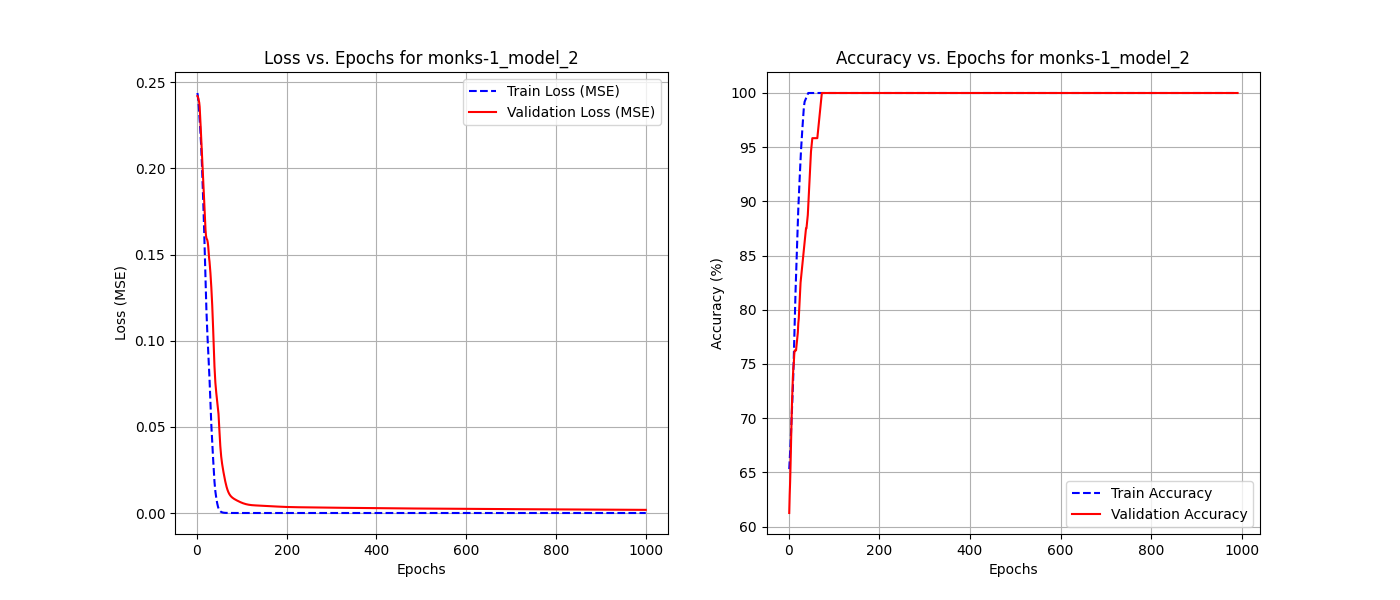 Loss vs. Epochs for monks-1_model_2
Train Loss (MSE)
Validation Loss (MSE)
0.25
0.20
0.15
0.10
0.05
0.00
Loss (MSE)
0
200
400
600
800
1000
Epochs
Accuracy vs. Epochs for monks-1_model_2
100
95
90
85
80
75
70
65
60
Accuracy (%)
Train Accuracy
Validation Accuracy
0
200
400
600
800
1000
Epochs